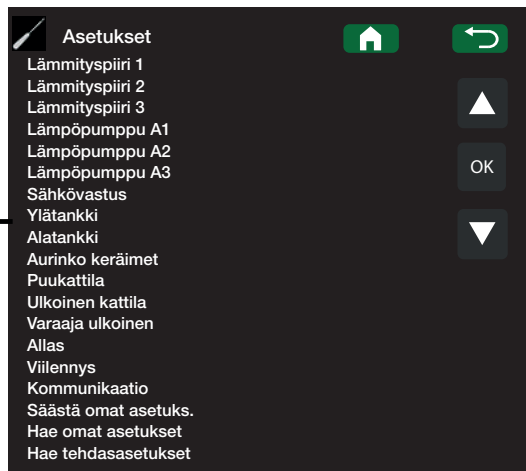 Asetukset
Lämmityspiiri 1
Lämmityspiiri 2
Lämmityspiiri 3
Lämpöpumppu A1
Lämpöpumppu A2
Lämpöpumppu A3
Sähkövastus
Ylätankki
Alatankki
Aurinko keräimet
Puukattila
Ulkoinen kattila
Varaaja ulkoinen
Allas
Viilennys
Kommunikaatio
Säästä omat asetuks.
Hae omat asetukset
Hae tehdasasetukset
OK